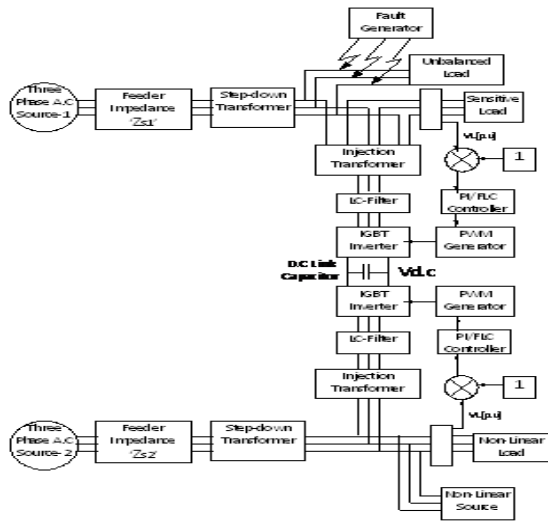 Fault
Generator
Unbalanced
Load
Three
Phase A.C
Source-1
Feeder
Impedance
'Zs1'
Step-down
Transformer
Sensitive
Load
VL[p.u]
Injection
Transformer
1
LC-Filter
PI/FLC
Controller
IGBT
Inverter
PWM
Generator
D.C Link
Capacitor
Vd.c
IGBT
Inverter
PWM
Generator
LC-Filter
PI/FLC
Controller
Injection
Transformer
1
VL[p.u]
Three
Phase A.C
Source-2
Feeder
Impedance
'Zs2'
Step-down
Transformer
Non-Linear
Load
Non-Linear
Source